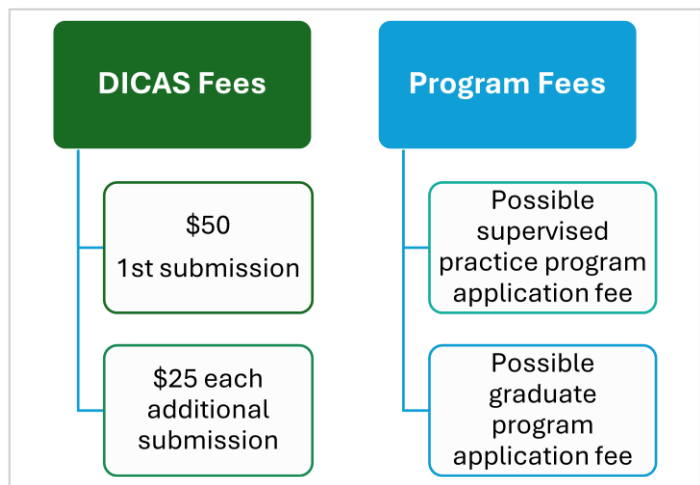 DICAS Fees
$50
1st submission
$25 each
additional
submission
Program Fees
Possible
supervised
practice program
application fee
Possible
graduate
program
application fee